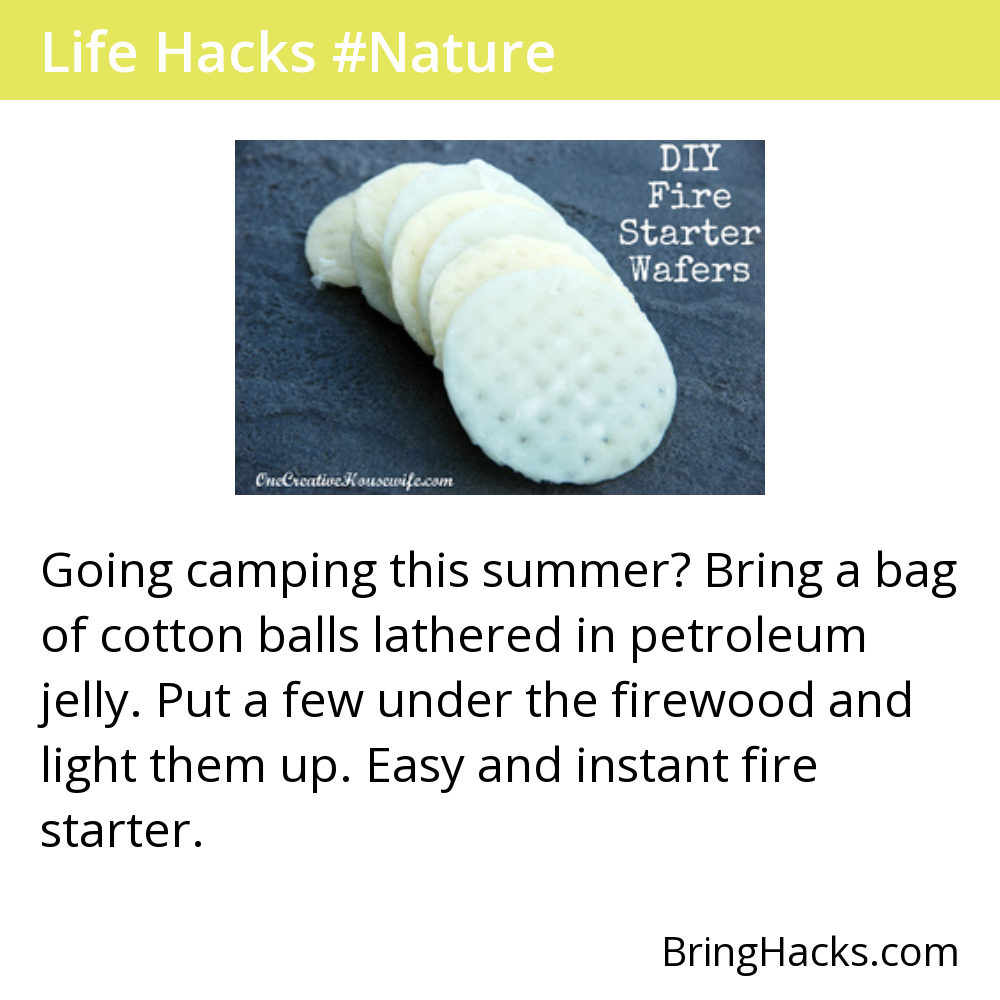 Life Hacks #Nature
DIY
Fire
Starter
Wafers
OneCreativeHousewife.com
Going camping this summer? Bring a bag
of cotton balls lathered in petroleum
jelly. Put a few under the firewood and
light them up. Easy and instant fire
starter.
BringHacks.com